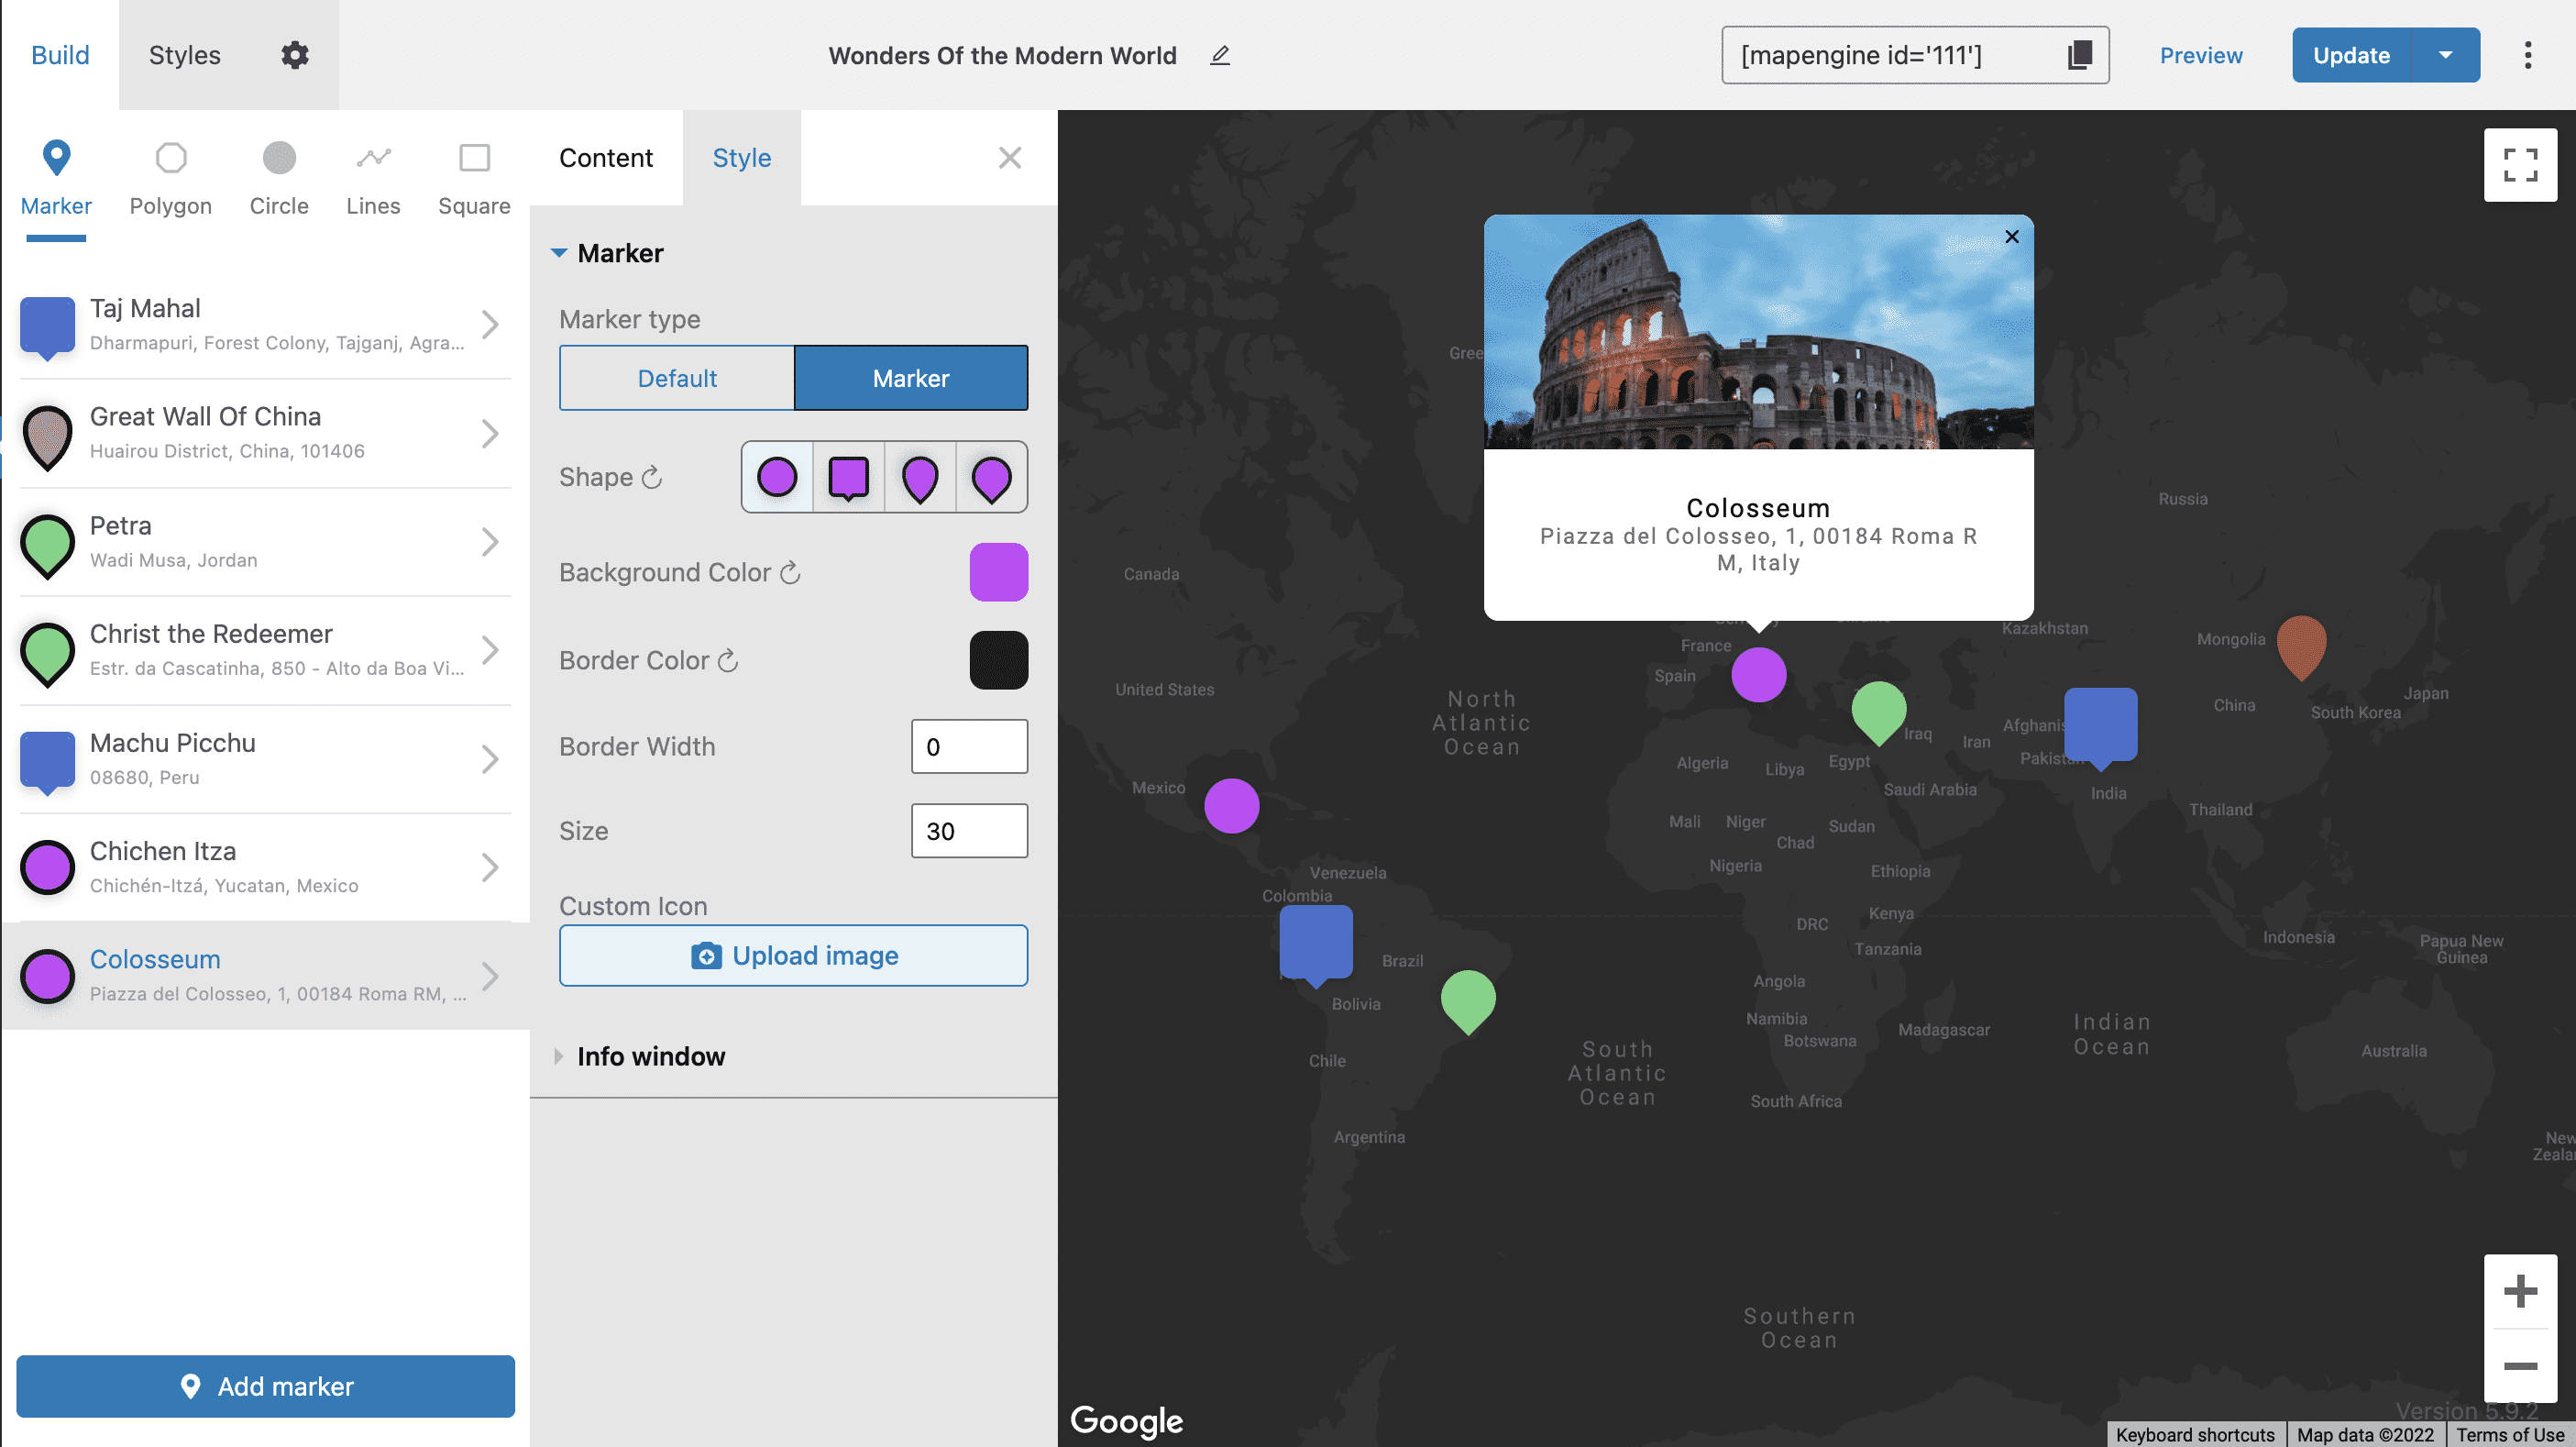 Build
Styles
Wonders Of the Modern World
[mapengine id='111']
Preview
Update
Marker
Polygon
Circle
Lines
Square
Taj Mahal
Dharmapuri, Forest Colony, Tajganj, Agra...
Great Wall Of China
Huairou District, China, 101406
Petra
Wadi Musa, Jordan
Christ the Redeemer
Estr. da Cascatinha, 850 - Alto da Boa Vi...
Machu Picchu
08680, Peru
Chichen Itza
Chichén-Itzá, Yucatan, Mexico
Colosseum
Piazza del Colosseo, 1, 00184 Roma RM, ...
Add marker
Content
Style
Marker
Marker type
Default
Marker
Shape
Background Color
Border Color
Border Width
0
Size
30
Custom Icon
Upload image
Info window
Colosseum
Piazza del Colosseo, 1, 00184 Roma R
M, Italy
Gree
Russia
Canada
Kazakhstan
Mongolia
France
Spain
United States
North
Atlantic
Ocean
Japan
China
South Korea
Afghanis
Iraq
Iran
Pakistan
Algeria
Libya
Egypt
Saudi Arabia
India
Mexico
Thailand
Mali
Niger
Sudan
Chad
Nigeria
Ethiopia
Venezuela
Colombia
Kenya
DRC
Tanzania
Indonesia
Papua New
Guinea
Brazil
Angola
Bolivia
Namibia
Botswana
Madagascar
Indian
Ocean
South
Atlantic
Ocean
Chile
Australia
South Africa
Argentina
New
Zealan
Southern
Ocean
Google
Version 5.9.2
Keyboard shortcuts
Map data ©2022
Terms of Use